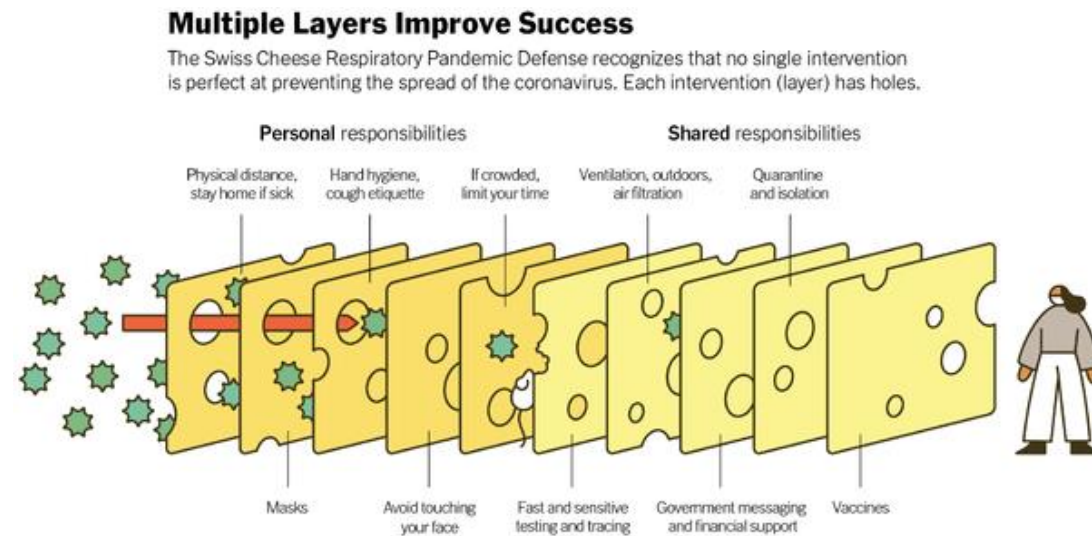 Multiple Layers Improve Success
The Swiss Cheese Respiratory Pandemic Defense recognizes that no single intervention
is perfect at preventing the spread of the coronavirus. Each intervention (layer) has holes.
Personal responsibilities
Shared responsibilities
Physical distance,
stay home if sick
Hand hygiene,
cough etiquette
If crowded,
limit your time
Ventilation, outdoors,
air filtration
Quarantine
and isolation
Masks
Avoid touching
your face
Fast and sensitive
testing and tracing
Government messaging
and financial support
Vaccines